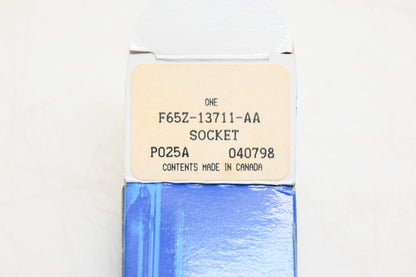 ONE
F65Z-13711-AA
SOCKET
P025A 040798
CONTENTS MADE IN CANADA